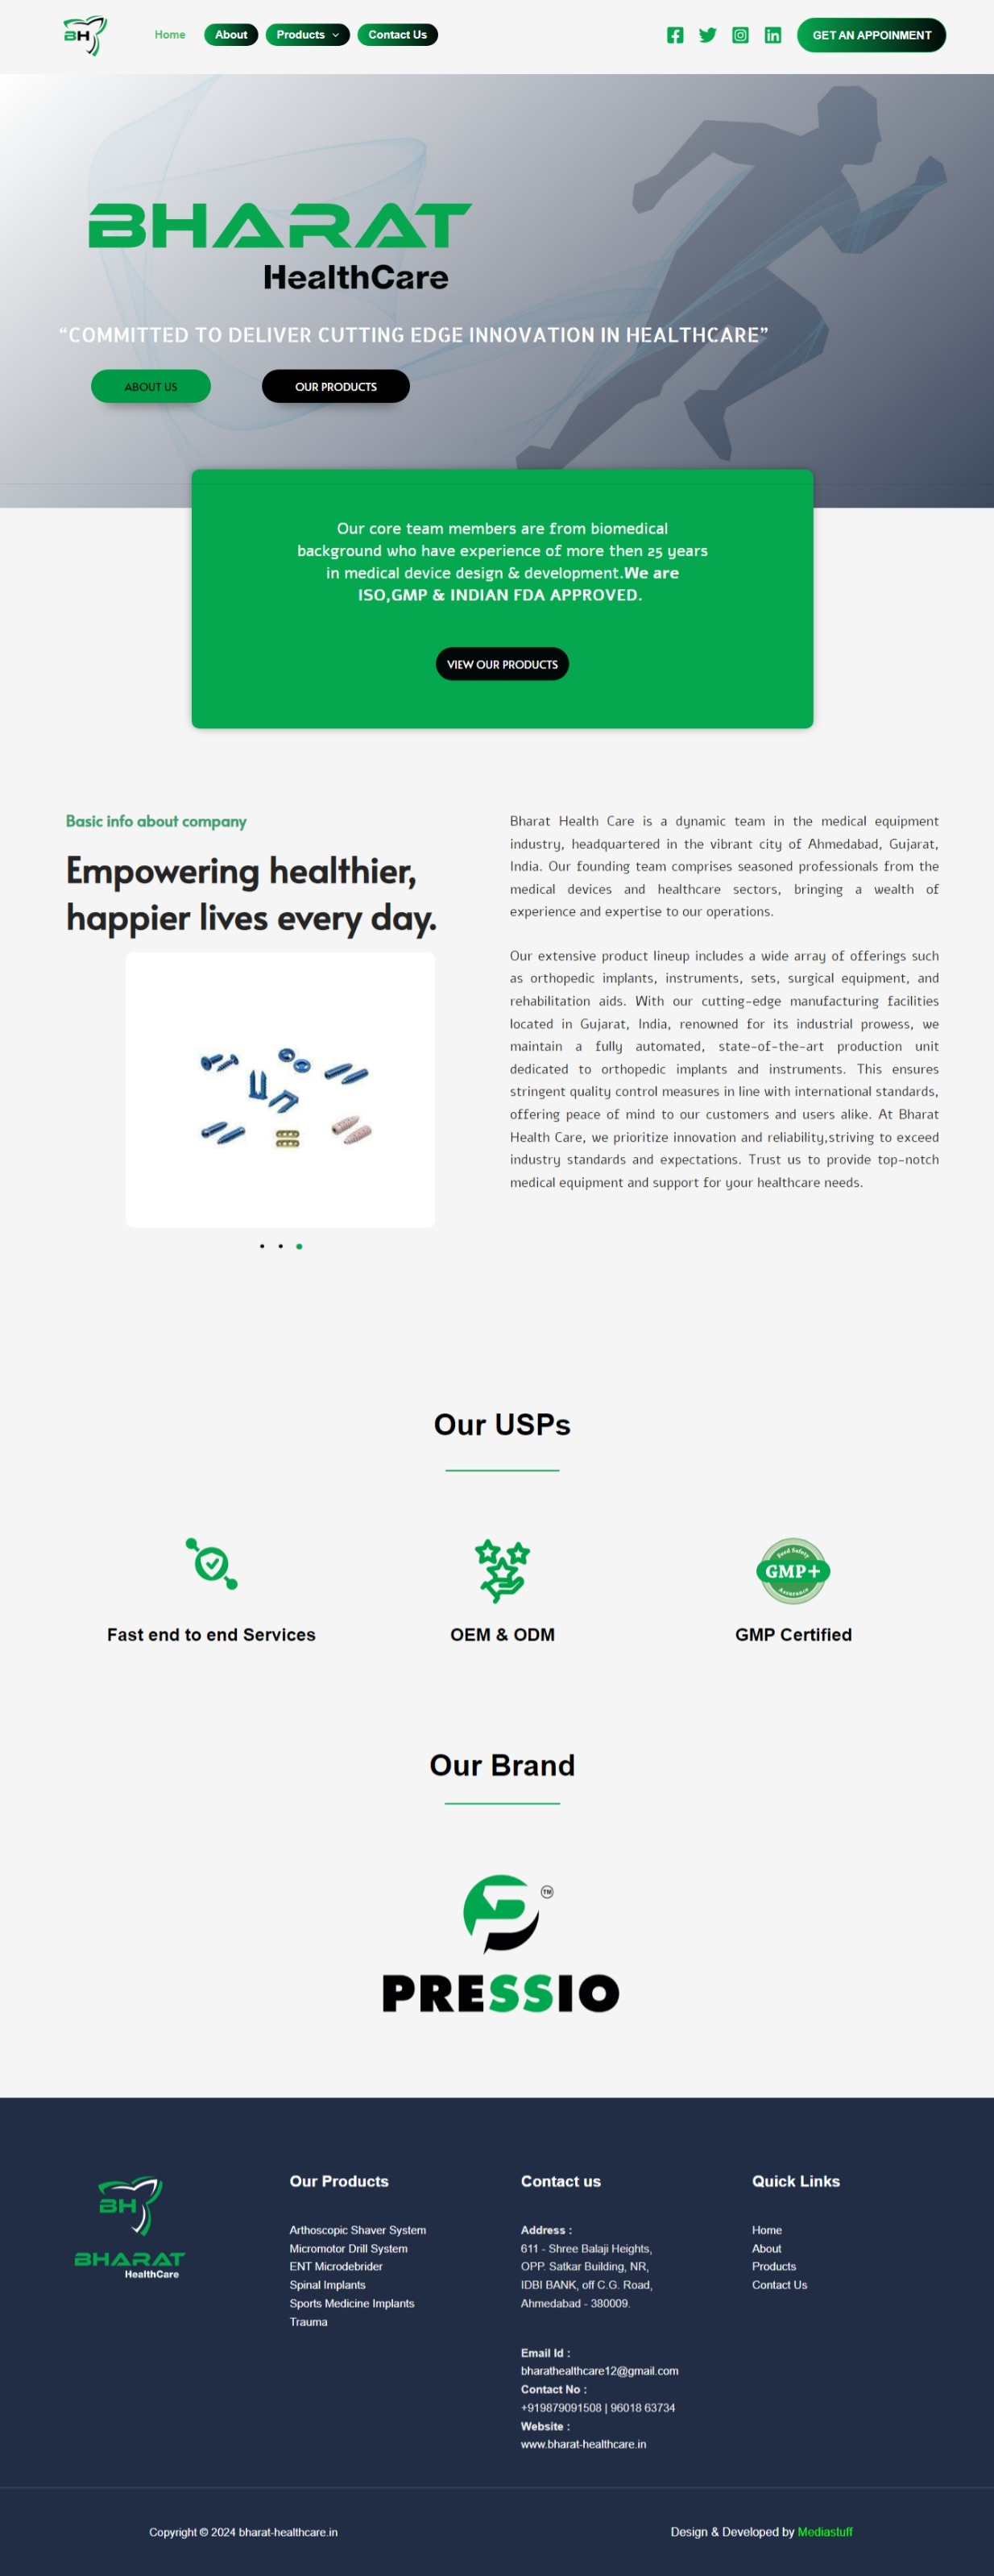 BH
Home
About
Products
Contact Us
GET AN APPOINMENT
BHARAT
HealthCare
“COMMITTED TO DELIVER CUTTING EDGE INNOVATION IN HEALTHCARE”
ABOUT US
OUR PRODUCTS
Our core team members are from biomedical
background who have experience of more then 25 years
in medical device design & development.We are
ISO,GMP & INDIAN FDA APPROVED.
VIEW OUR PRODUCTS
Basic info about company
Empowering healthier,
happier lives every day.
Bharat Health Care is a dynamic team in the medical equipment
industry, headquartered in the vibrant city of Ahmedabad, Gujarat,
India. Our founding team comprises seasoned professionals from the
medical devices and healthcare sectors, bringing a wealth of
experience and expertise to our operations.
Our extensive product lineup includes a wide array of offerings such
as orthopedic implants, instruments, sets, surgical equipment, and
rehabilitation aids. With our cutting-edge manufacturing facilities
located in Gujarat, India, renowned for its industrial prowess, we
maintain a fully automated, state-of-the-art production unit
dedicated to orthopedic implants and instruments. This ensures
stringent quality control measures in line with international standards,
offering peace of mind to our customers and users alike. At Bharat
Health Care, we prioritize innovation and reliability,striving to exceed
industry standards and expectations. Trust us to provide top-notch
medical equipment and support for your healthcare needs.
Our USPs
Food Safety
GMP+
Assurance
Fast end to end Services
OEM & ODM
GMP Certified
Our Brand
TM
PRESSIO
BH
BHARAT
HealthCare
Our Products
Arthoscopic Shaver System
Micromotor Drill System
ENT Microdebrider
Spinal Implants
Sports Medicine Implants
Trauma
Contact us
Address :
611 - Shree Balaji Heights,
OPP. Satkar Building, NR,
IDBI BANK, off C.G. Road,
Ahmedabad - 380009.
Email Id :
bharathealthcare12@gmail.com
Contact No :
+919879091508 | 96018 63734
Website :
www.bharat-healthcare.in
Quick Links
Home
About
Products
Contact Us
Copyright © 2024 bharat-healthcare.in
Design & Developed by Mediastuff